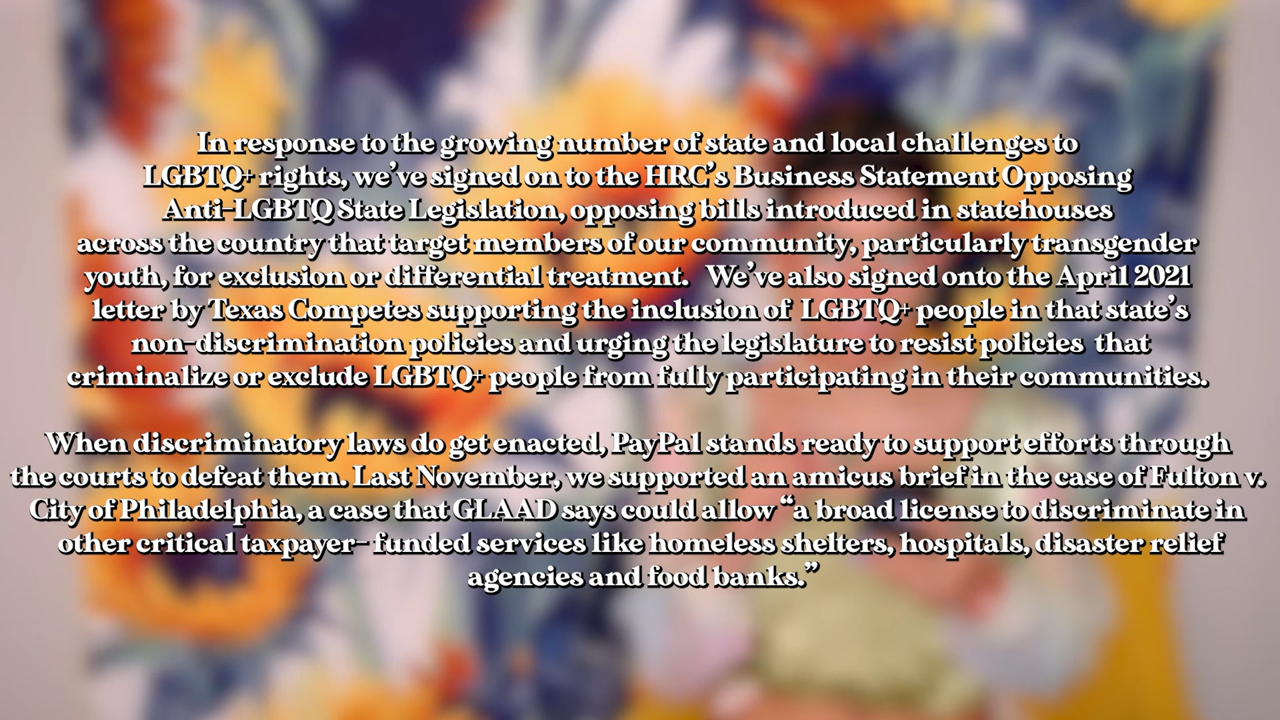 In response to the growing number of state and local challenges to
LGBTQ+ rights, we've signed on to the HRC's Business Statement Opposing
Anti-LGBTQ State Legislation, opposing bills introduced in statehouses
across the country that target members of our community, particularly transgender
youth, for exclusion or differential treatment.   We've also signed onto the April 2021
letter by Texas Competes supporting the inclusion of  LGBTQ+ people in that state's
non-discrimination policies and urging the legislature to resist policies  that
criminalize or exclude LGBTQ+ people from fully participating in their communities.

When discriminatory laws do get enacted, PayPal stands ready to support efforts through
the courts to defeat them. Last November, we supported an amicus brief in the case of Fulton v.
City of Philadelphia, a case that GLAAD says could allow “a broad license to discriminate in
other critical taxpayer-funded services like homeless shelters, hospitals, disaster relief
agencies and food banks.”